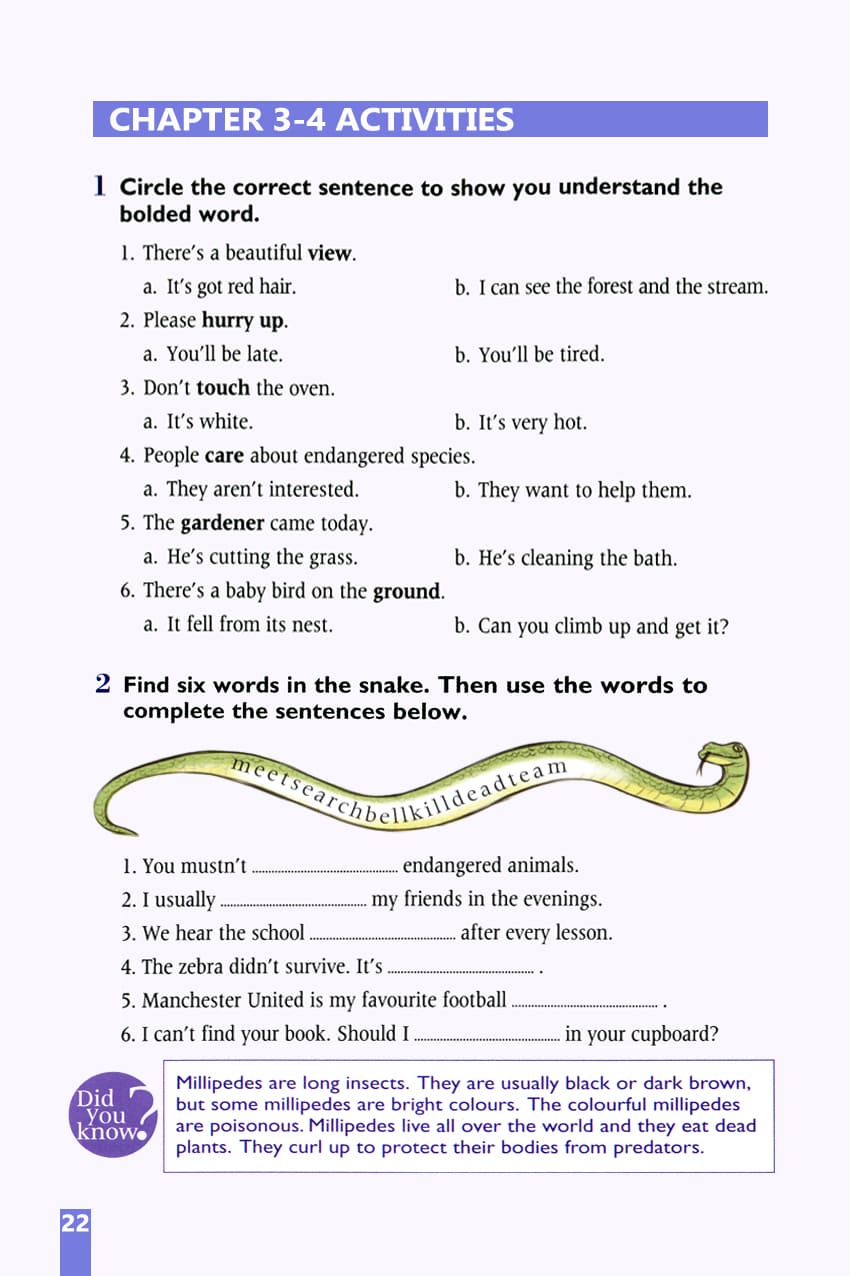 CHAPTER 3-4 ACTIVITIES
1 Circle the correct sentence to show you understand the
bolded word.
1. There's a beautiful view.
a. It's got red hair. b. I can see the forest and the stream.
2. Please hurry up.
a. You'll be late. b. You'll be tired.
3. Don't touch the oven.
a. It's white. b. It's very hot.
4. People care about endangered species.
a. They aren't interested. b. They want to help them.
5. The gardener came today.
a. He's cutting the grass. b. He's cleaning the bath.
6. There's a baby bird on the ground.
a. It fell from its nest. b. Can you climb up and get it?
2 Find six words in the snake. Then use the words to
complete the sentences below.
meetsearchbellkilldeadteam
1. You mustn't ........................ endangered animals.
2. I usually ........................ my friends in the evenings.
3. We hear the school ........................ after every lesson.
4. The zebra didn't survive. It's ........................ .
5. Manchester United is my favourite football ........................ .
6. I can't find your book. Should I ........................ in your cupboard?
Did
You
know?
Millipedes are long insects. They are usually black or dark brown,
but some millipedes are bright colours. The colourful millipedes
are poisonous. Millipedes live all over the world and they eat dead
plants. They curl up to protect their bodies from predators.
22